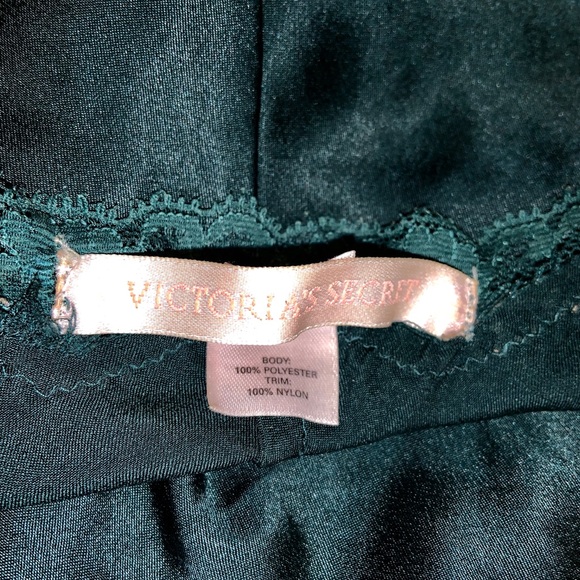 VICTORIA'S SECRET
BODY:
100% POLYESTER
TRIM:
100% NYLON